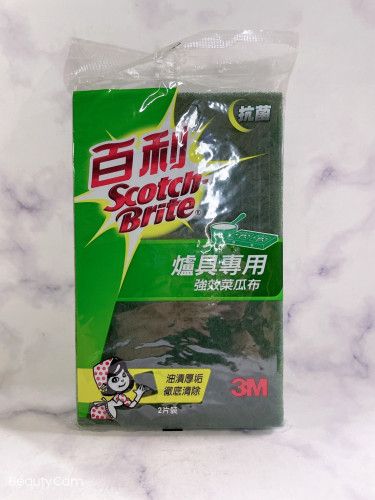 抗菌
百利
Scotch-
Brite®
爐具專用
強效菜瓜布
油漬厚垢
徹底清除
3M
2片裝
BeautyCam